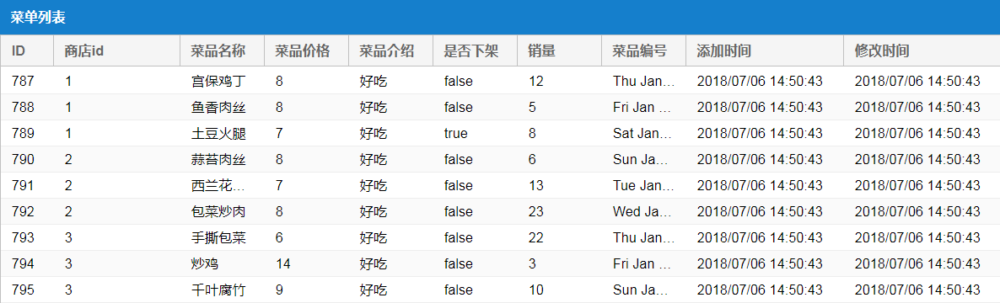 菜单列表
ID 商店id 菜品名称 菜品价格 菜品介绍 是否下架 销量 菜品编号 添加时间 修改时间
787 1 宫保鸡丁 8 好吃 false 12 Thu Jan... 2018/07/06 14:50:43 2018/07/06 14:50:43
788 1 鱼香肉丝 8 好吃 false 5 Fri Jan ... 2018/07/06 14:50:43 2018/07/06 14:50:43
789 1 土豆火腿 7 好吃 true 8 Sat Jan... 2018/07/06 14:50:43 2018/07/06 14:50:43
790 2 蒜苔肉丝 8 好吃 false 6 Sun Ja... 2018/07/06 14:50:43 2018/07/06 14:50:43
791 2 西兰花... 7 好吃 false 13 Tue Jan... 2018/07/06 14:50:43 2018/07/06 14:50:43
792 2 包菜炒肉 8 好吃 false 23 Wed Ja... 2018/07/06 14:50:43 2018/07/06 14:50:43
793 3 手撕包菜 6 好吃 false 22 Thu Jan... 2018/07/06 14:50:43 2018/07/06 14:50:43
794 3 炒鸡 14 好吃 false 3 Fri Jan ... 2018/07/06 14:50:43 2018/07/06 14:50:43
795 3 千叶腐竹 9 好吃 false 10 Sun Ja... 2018/07/06 14:50:43 2018/07/06 14:50:43